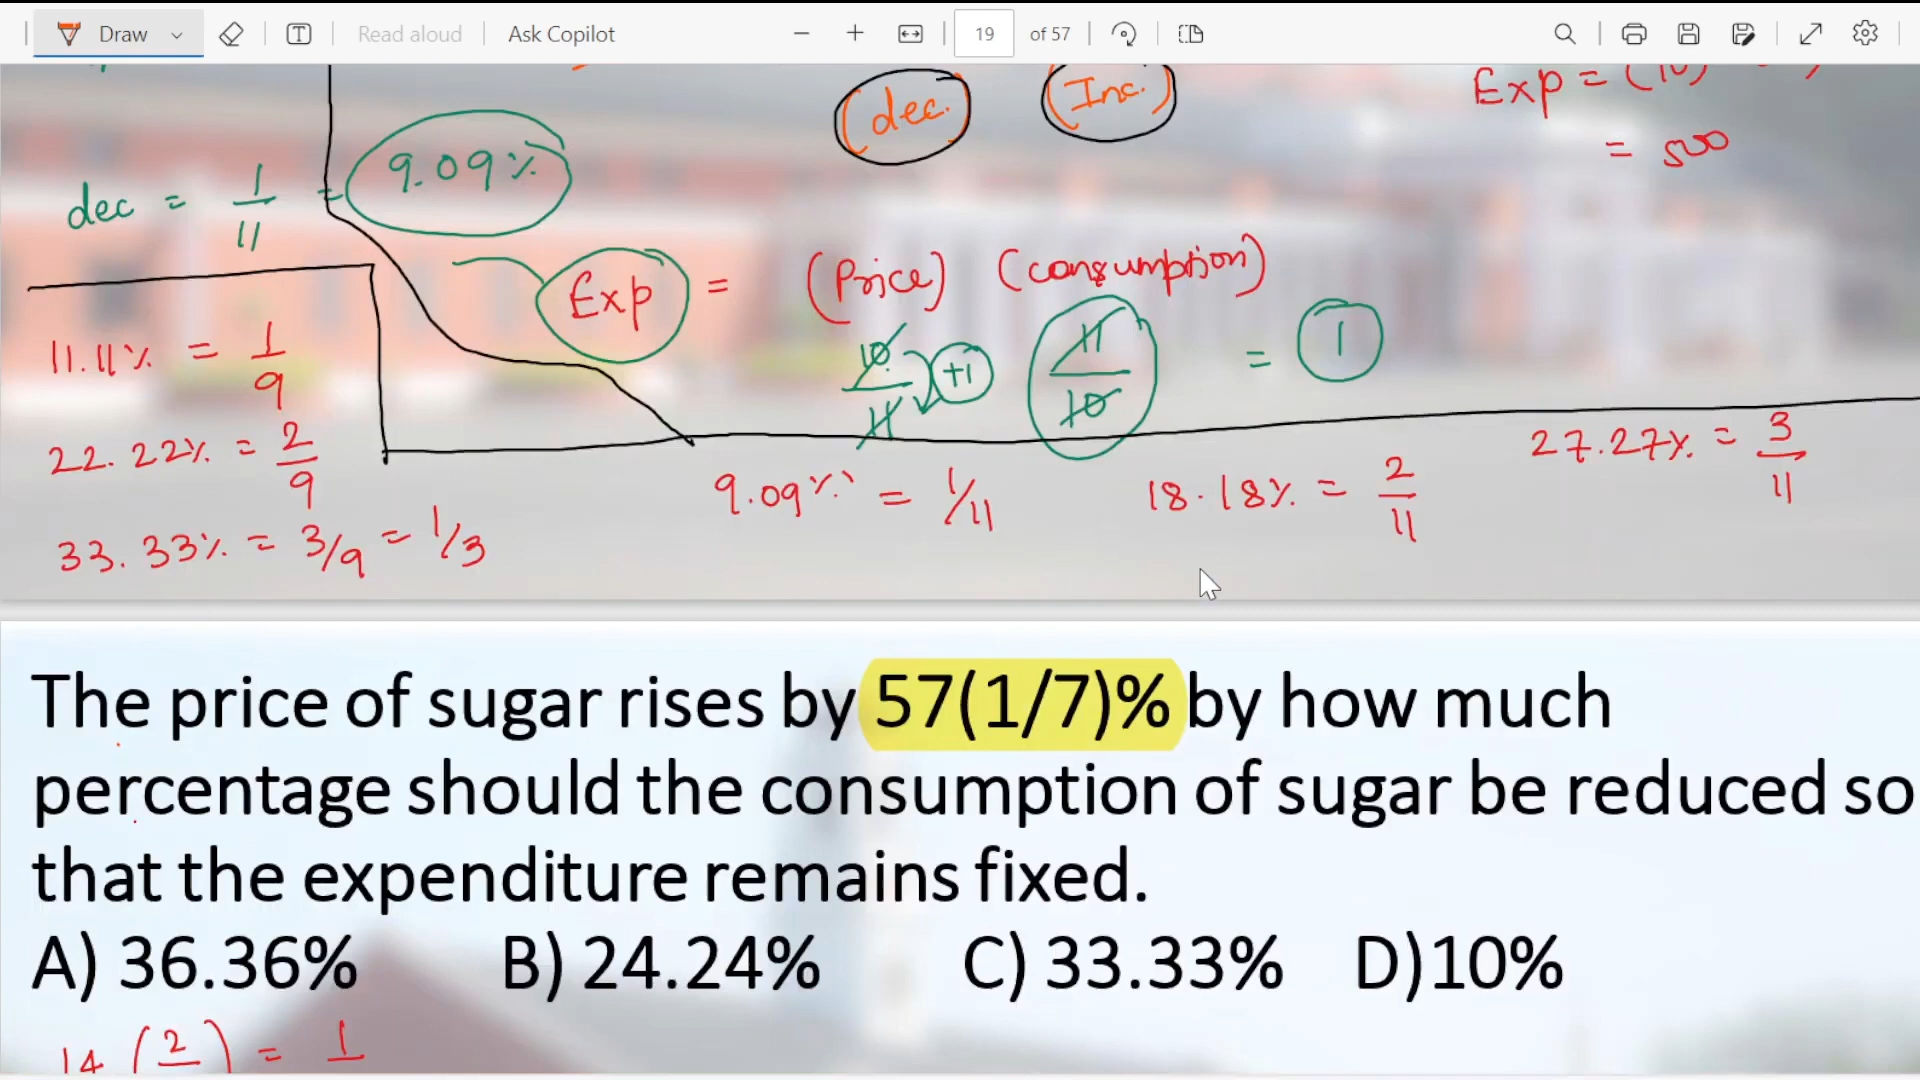 Draw Read aloud Ask Copilot 19 of 57
(dec.) (Inc.)
= 500
dec = 1/11 = 9.09%
Exp = (Price) (consumption)
10/11 +1 11/10 = 1
11.11% = 1/9
22.22% = 2/9
33.33% = 3/9 = 1/3
9.09% = 1/11
18.18% = 2/11
27.27% = 3/11
The price of sugar rises by 57(1/7)% by how much
percentage should the consumption of sugar be reduced so
that the expenditure remains fixed.
A) 36.36% B) 24.24% C) 33.33% D)10%
14 (2 ) = 1